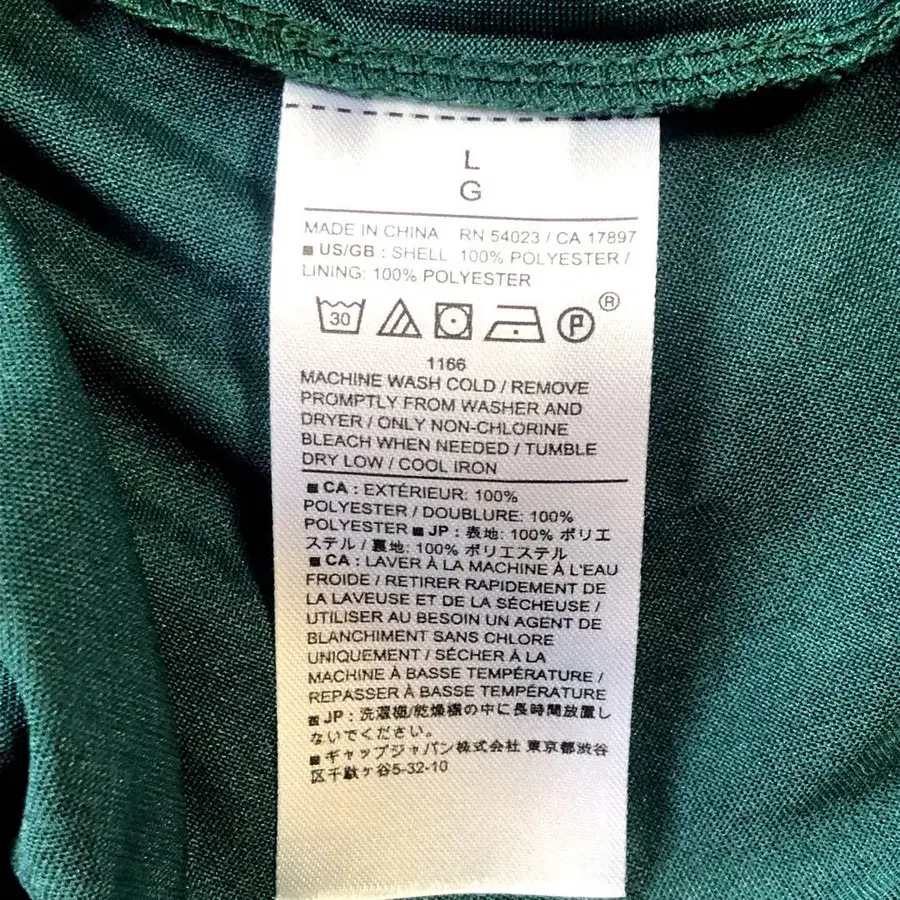 L
G
MADE IN CHINA RN 54023 / CA 17897
■ US/GB : SHELL 100% POLYESTER /
LINING: 100% POLYESTER
30 P ®
1166
MACHINE WASH COLD / REMOVE
PROMPTLY FROM WASHER AND
DRYER / ONLY NON-CHLORINE
BLEACH WHEN NEEDED / TUMBLE
DRY LOW / COOL IRON
■ CA : EXTÉRIEUR: 100%
POLYESTER / DOUBLURE: 100%
POLYESTER ■ JP : 表地: 100% ポリエ
ステル / 裏地: 100% ポリエステル
■ CA : LAVER À LA MACHINE À L'EAU
FROIDE / RETIRER RAPIDEMENT DE
LA LAVEUSE ET DE LA SÉCHEUSE /
UTILISER AU BESOIN UN AGENT DE
BLANCHIMENT SANS CHLORE
UNIQUEMENT / SÉCHER À LA
MACHINE À BASSE TEMPÉRATURE /
REPASSER À BASSE TEMPÉRATURE
■ JP : 洗濯機/乾燥機の中に長時間放置し
ないでください。
■ ギャップジャパン株式会社 東京都渋谷
区千駄ヶ谷5-32-10